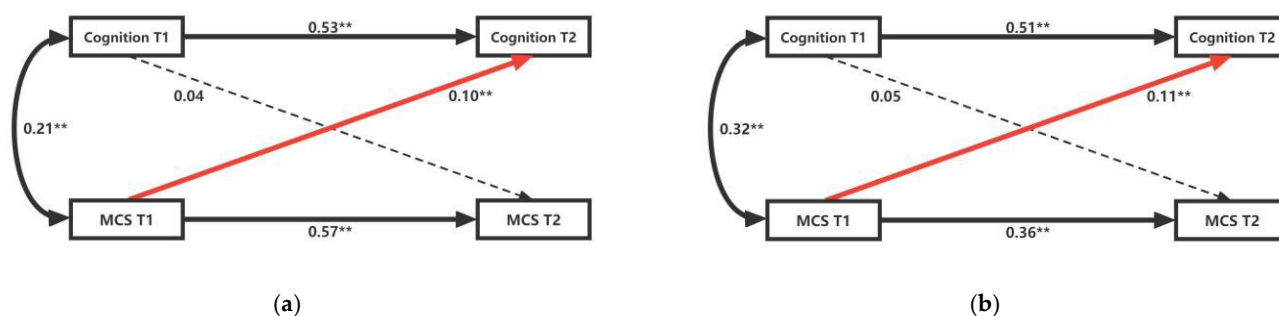 Cognition T1
0.53**
Cognition T2
0.04
0.10**
0.21**
MCS T1
0.57**
MCS T2
(a)
Cognition T1
0.51**
Cognition T2
0.05
0.11**
0.32**
MCS T1
0.36**
MCS T2
(b)